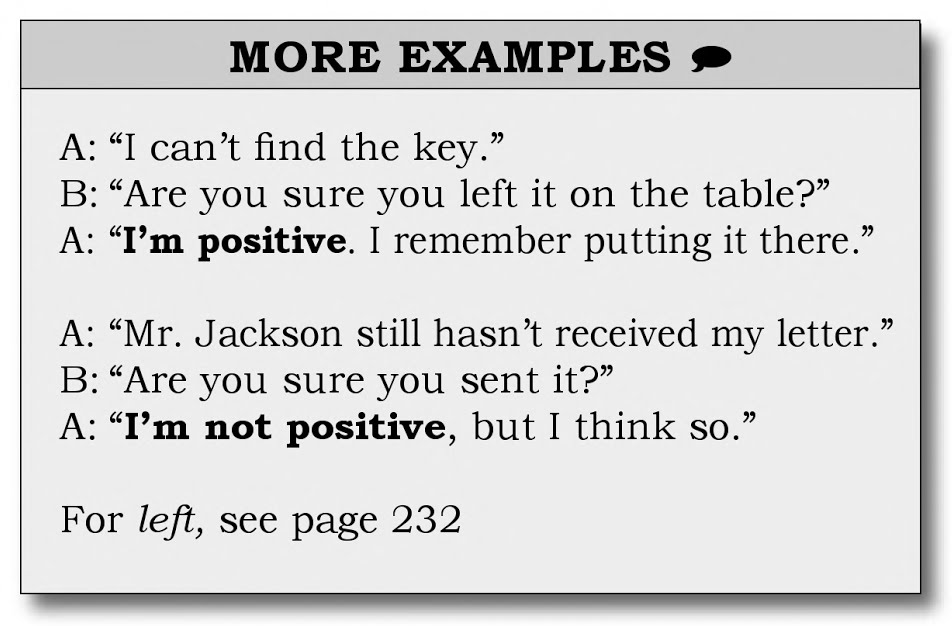 MORE EXAMPLES
A: “I can’t find the key.”
B: “Are you sure you left it on the table?”
A: “I’m positive. I remember putting it there.”
A: “Mr. Jackson still hasn’t received my letter.”
B: “Are you sure you sent it?”
A: “I’m not positive, but I think so.”
For left, see page 232